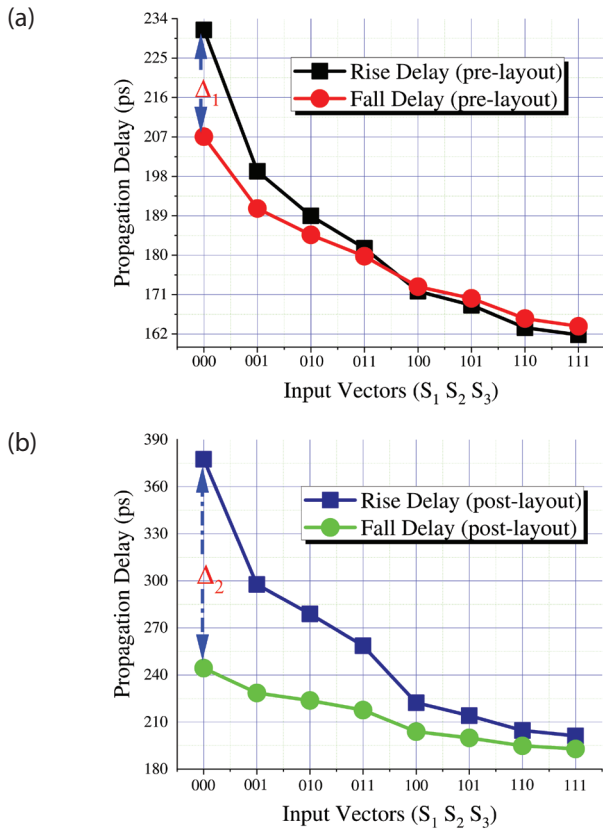 (a)
234
225
216
207
198
189
180
171
162
Propagation Delay (ps)
Δ₁
Rise Delay (pre-layout)
Fall Delay (pre-layout)
000 001 010 011 100 101 110 111
Input Vectors (S₁ S₂ S₃)
(b)
390
360
330
300
270
240
210
180
Propagation Delay (ps)
Δ₂
Rise Delay (post-layout)
Fall Delay (post-layout)
000 001 010 011 100 101 110 111
Input Vectors (S₁ S₂ S₃)